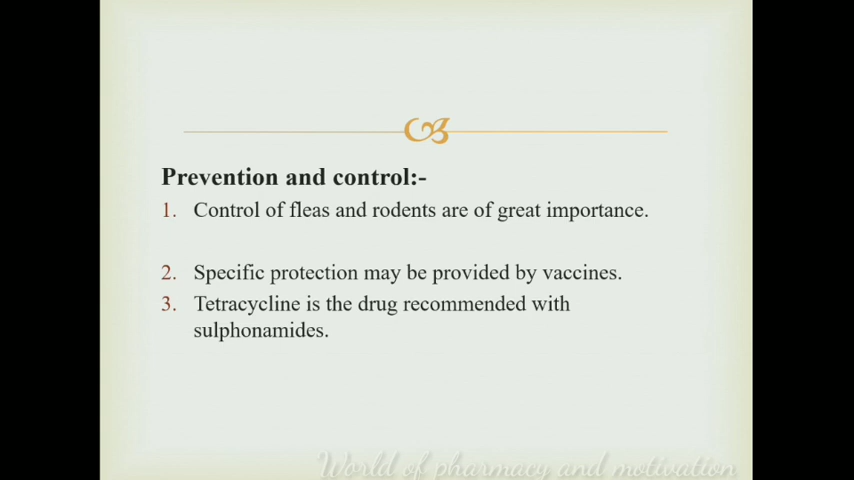 Prevention and control:-
1. Control of fleas and rodents are of great importance.
2. Specific protection may be provided by vaccines.
3. Tetracycline is the drug recommended with
sulphonamides.
World of pharmacy and motivation